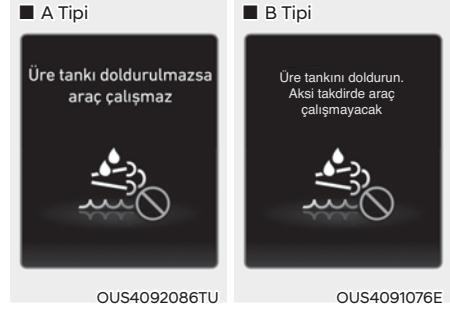 ■ A Tipi
Üre tankı doldurulmazsa
araç çalışmaz
OUS4092086TU
■ B Tipi
Üre tankını doldurun.
Aksi takdirde araç
çalışmayacak
OUS4091076E